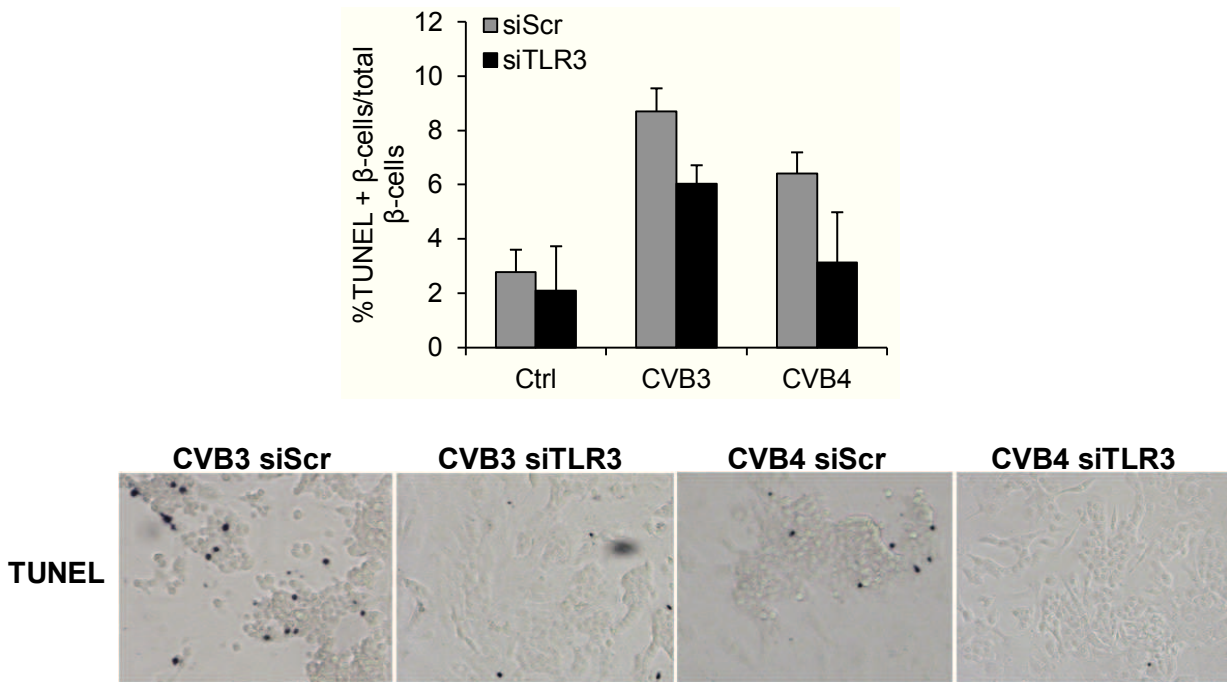 12
10
8
6
4
2
0
%TUNEL + β-cells/total
β-cells
siScr
siTLR3
Ctrl CVB3 CVB4
CVB3 siScr CVB3 siTLR3 CVB4 siScr CVB4 siTLR3
TUNEL